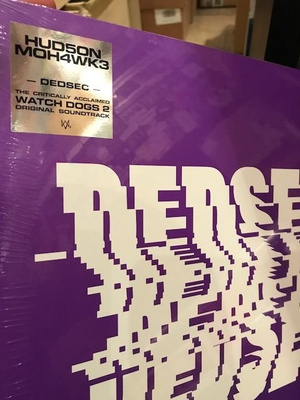 HUD5ON
MOH4WK3
— DEDSEC —
THE CRITICALLY ACCLAIMED
WATCH DOGS 2
ORIGINAL SOUNDTRACK
DEDSE